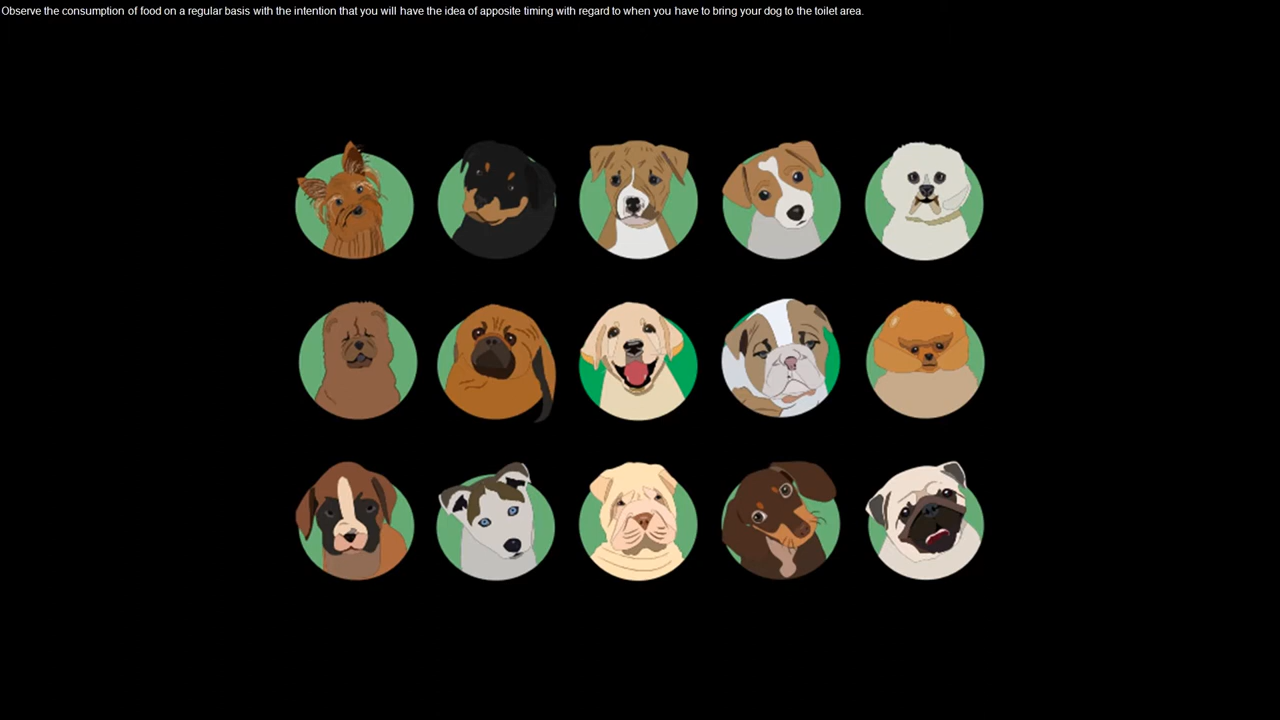 Observe the consumption of food on a regular basis with the intention that you will have the idea of apposite timing with regard to when you have to bring your dog to the toilet area.